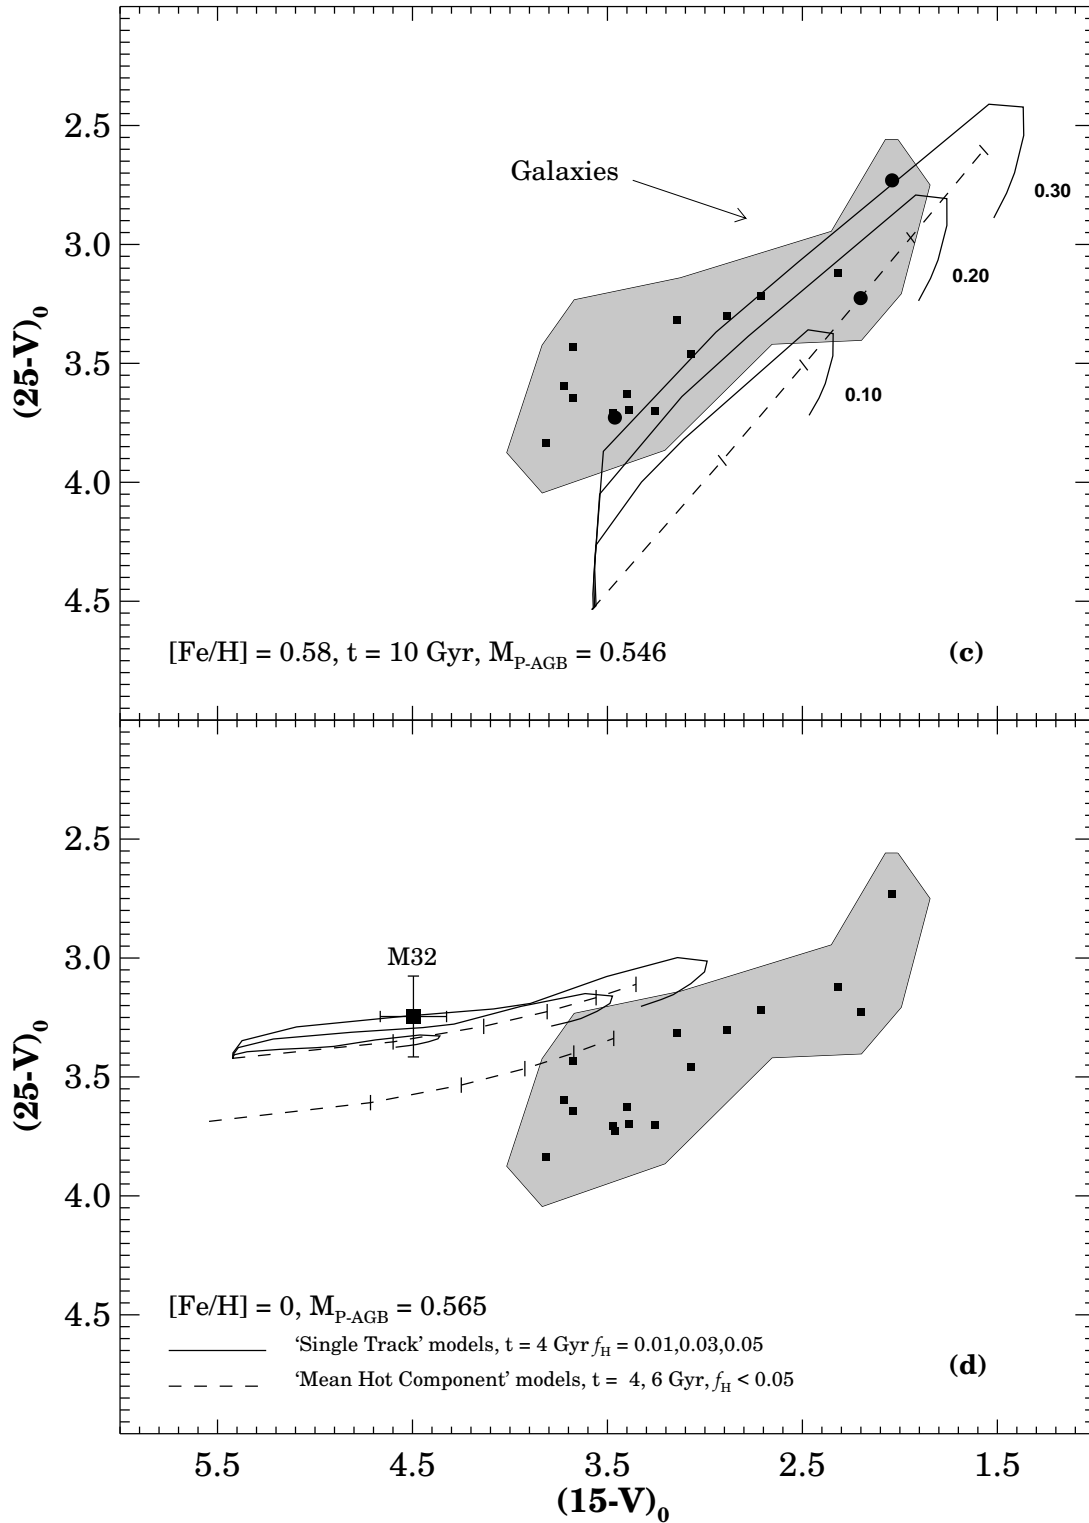 2.5
Galaxies
0.30
3.0
0.20
(25-V)0
3.5
0.10
4.0
4.5
[Fe/H] = 0.58, t = 10 Gyr, MP-AGB = 0.546
(c)
2.5
M32
3.0
(25-V)0
3.5
4.0
[Fe/H] = 0, MP-AGB = 0.565
4.5
'Single Track' models, t = 4 Gyr fH = 0.01,0.03,0.05
(d)
'Mean Hot Component' models, t = 4, 6 Gyr, fH < 0.05
5.5 4.5 3.5 2.5 1.5
(15-V)0